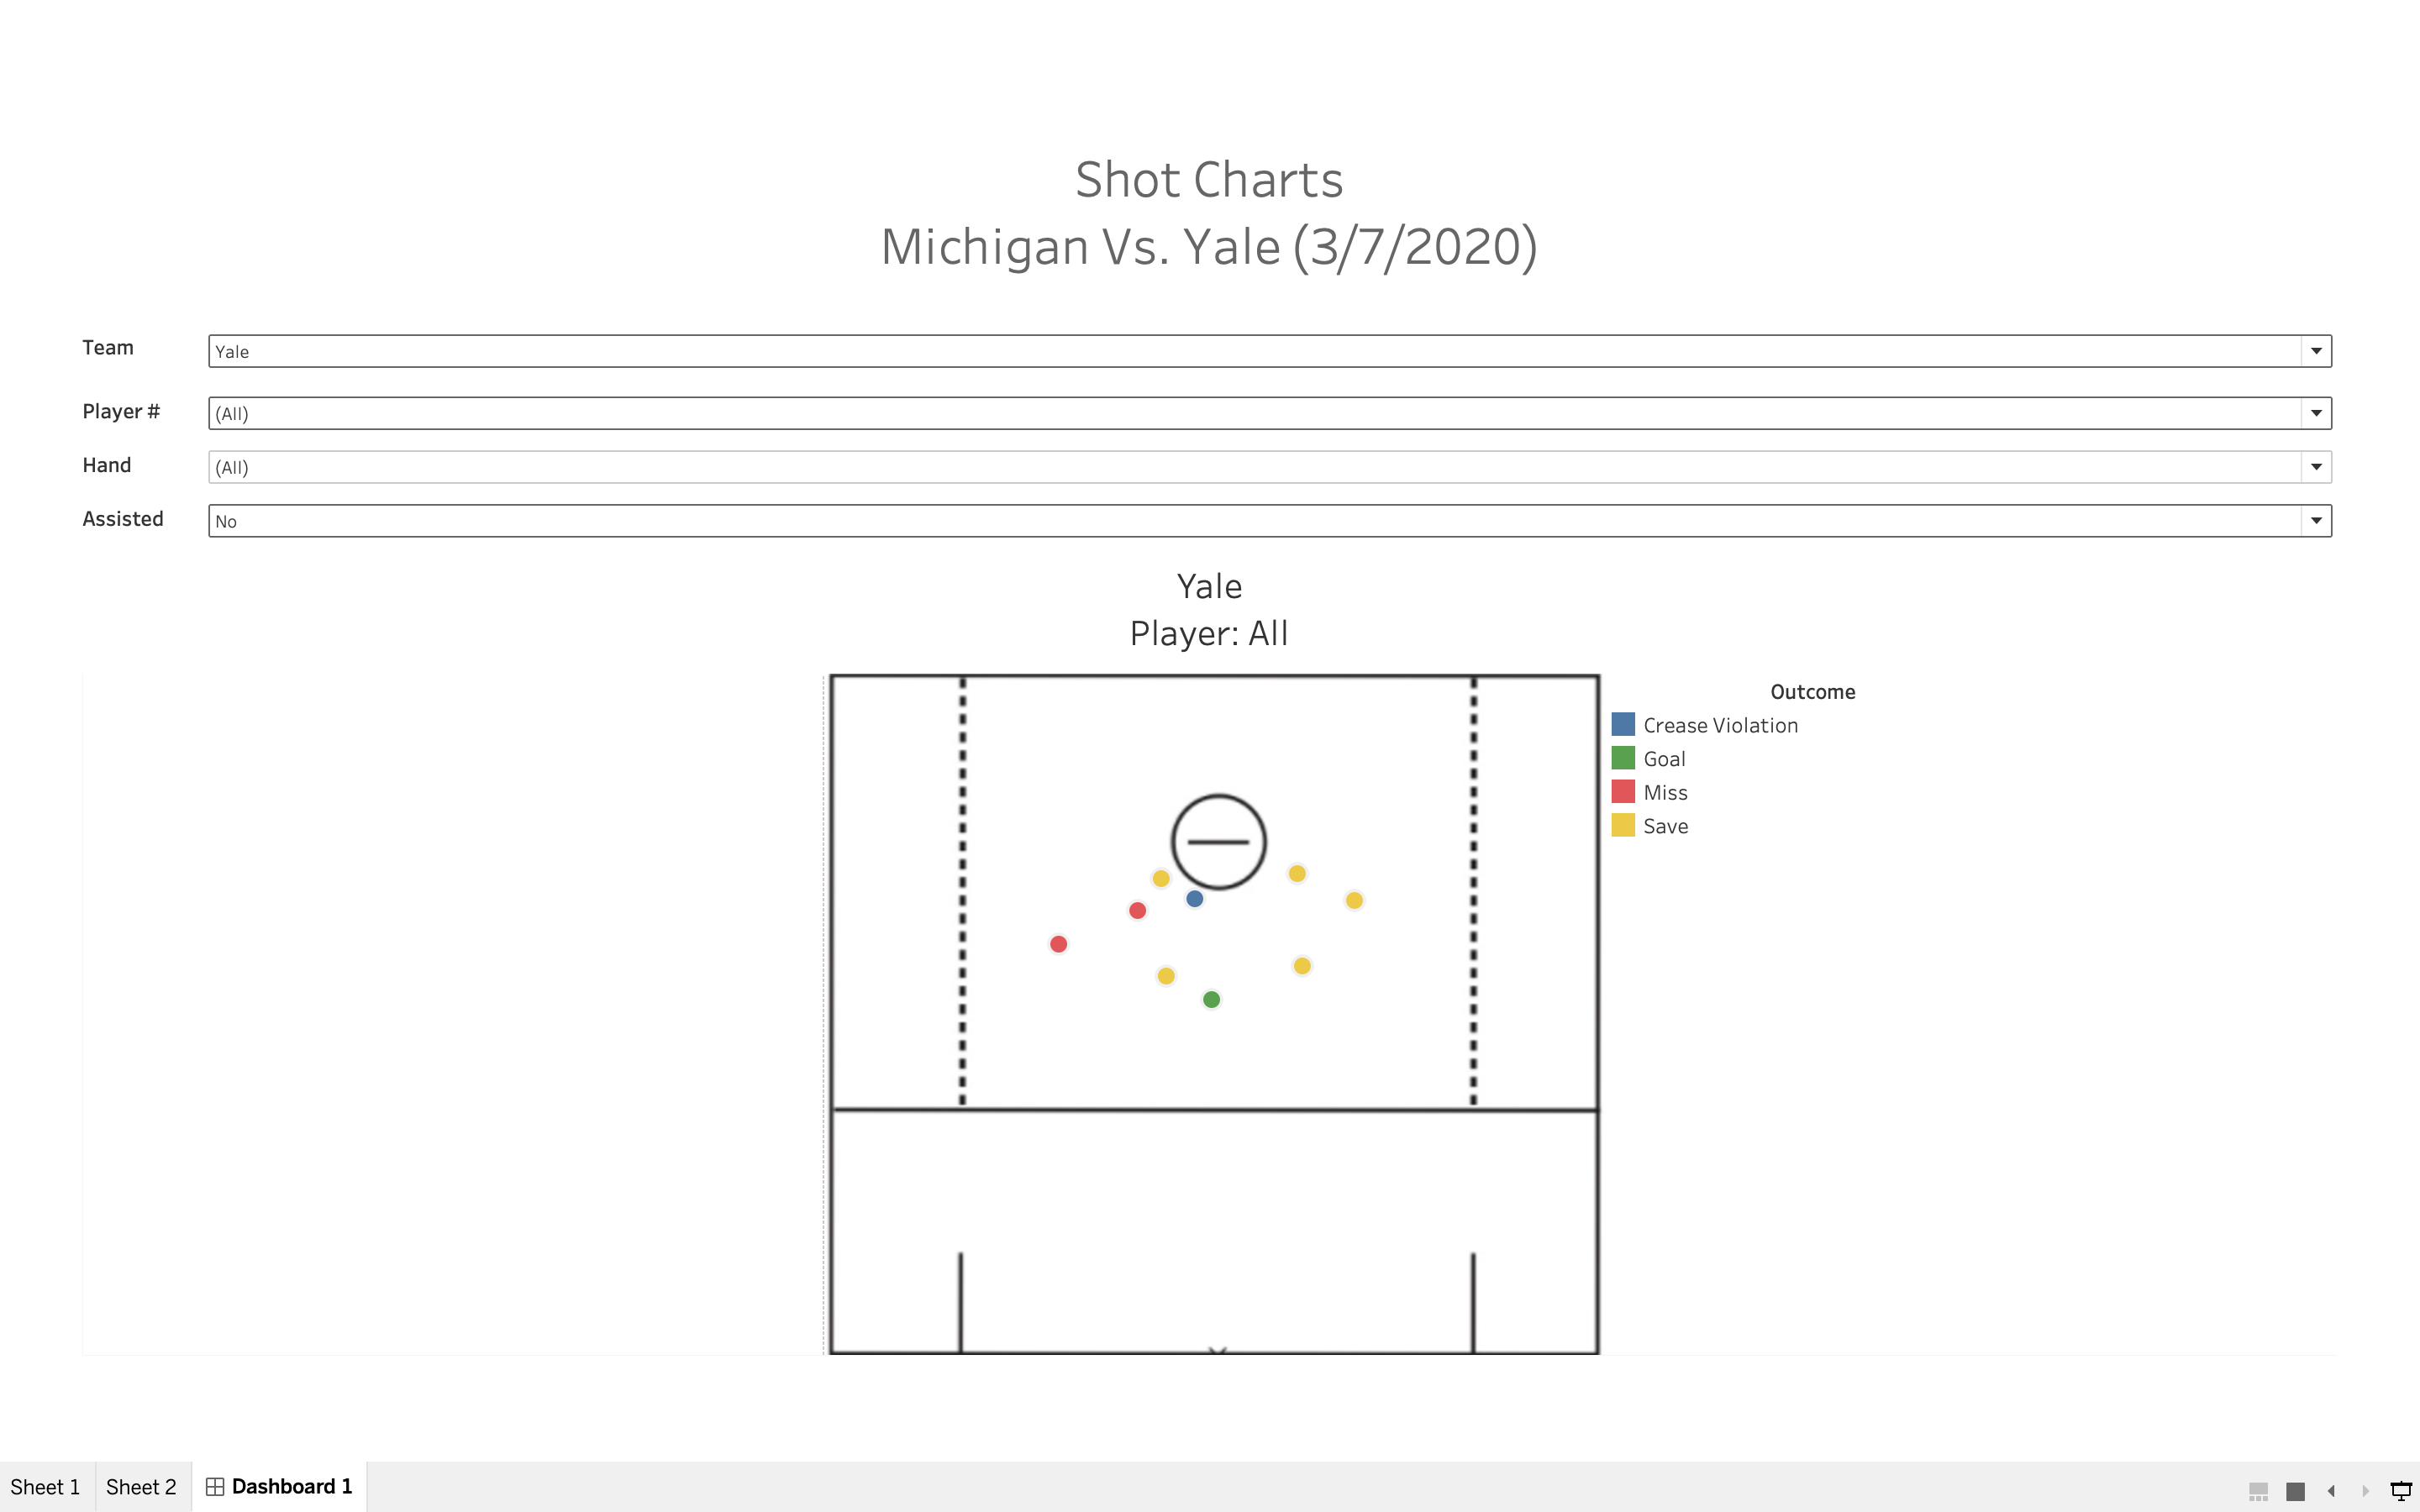 Shot Charts
Michigan Vs. Yale (3/7/2020)
Team
Yale
Player #
(All)
Hand
(All)
Assisted
No
Yale
Player: All
Outcome
Crease Violation
Goal
Miss
Save
Sheet 1
Sheet 2
Dashboard 1